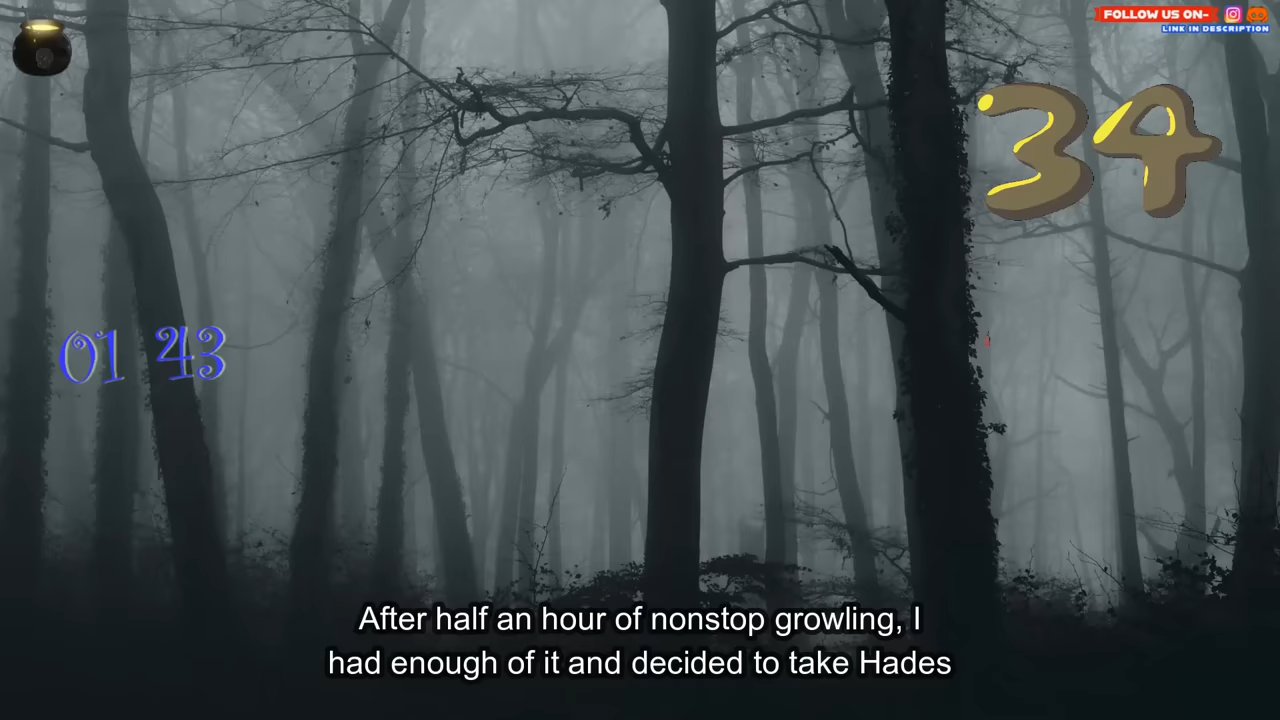 FOLLOW US ON-
LINK IN DESCRIPTION
34
01 43
After half an hour of nonstop growling, I
had enough of it and decided to take Hades